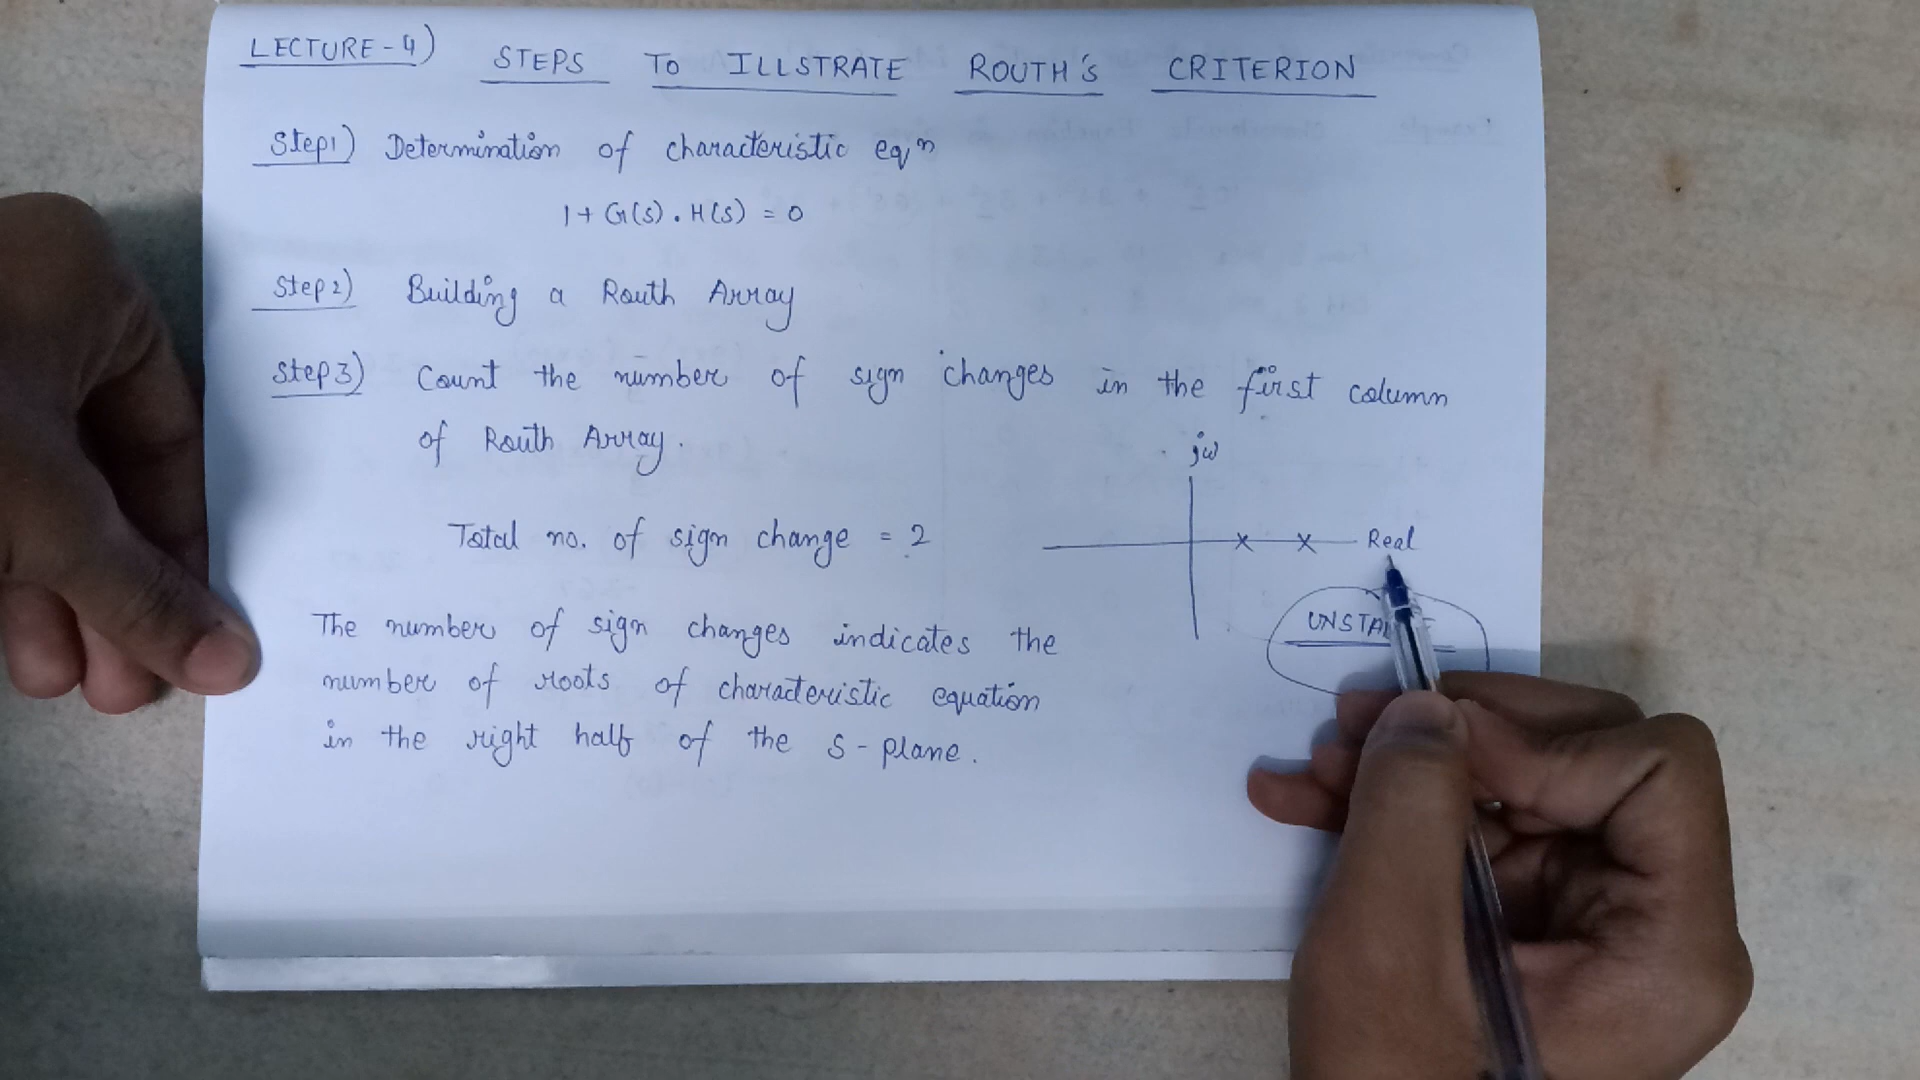 LECTURE-4) STEPS TO ILLSTRATE ROUTH'S CRITERION
Step1) Determination of characteristic eqn
1+ G(s) . H(s) = 0
Step2) Building a Routh Array
Step3) Count the number of sign changes in the first column
of Routh Array.
jω
Total no. of sign change = 2
Real
The number of sign changes indicates the
number of roots of characteristic equation
in the right half of the s-plane.